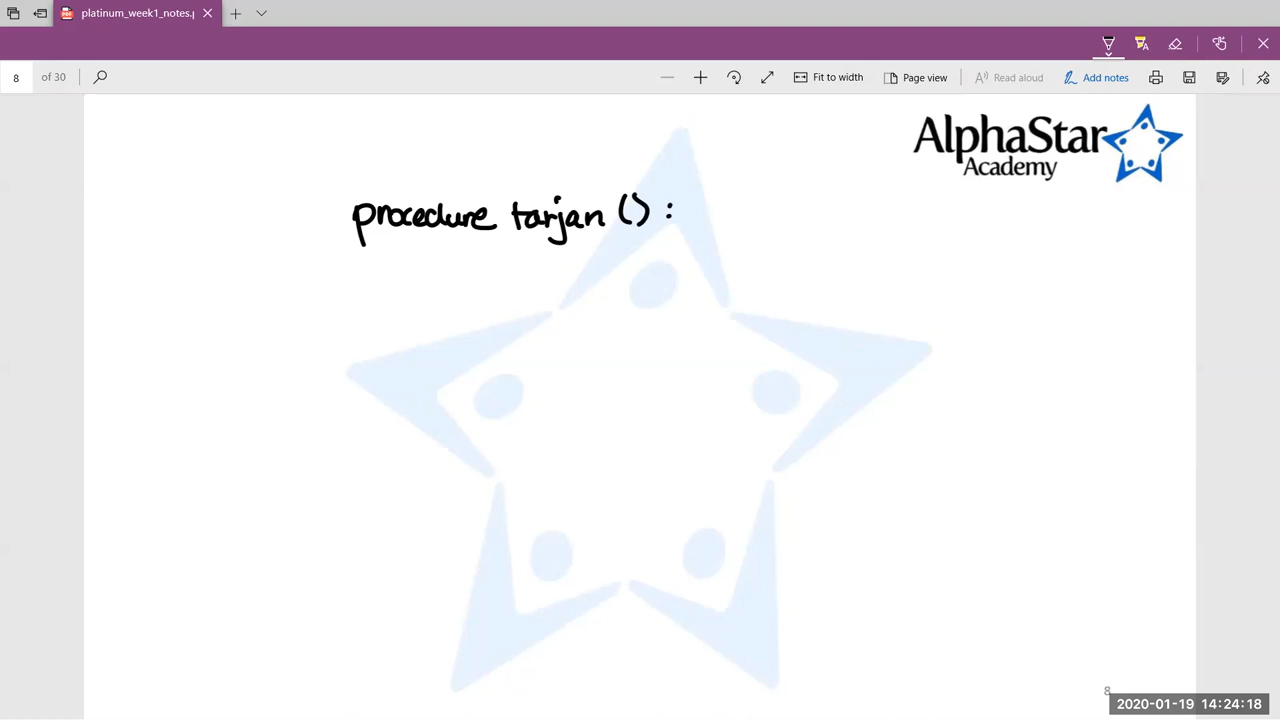 platinum_week1_notes.p
8 of 30
Fit to width
Page view
Read aloud
Add notes
AlphaStar
Academy
procedure tarjan () :
8
2020-01-19 14:24:18